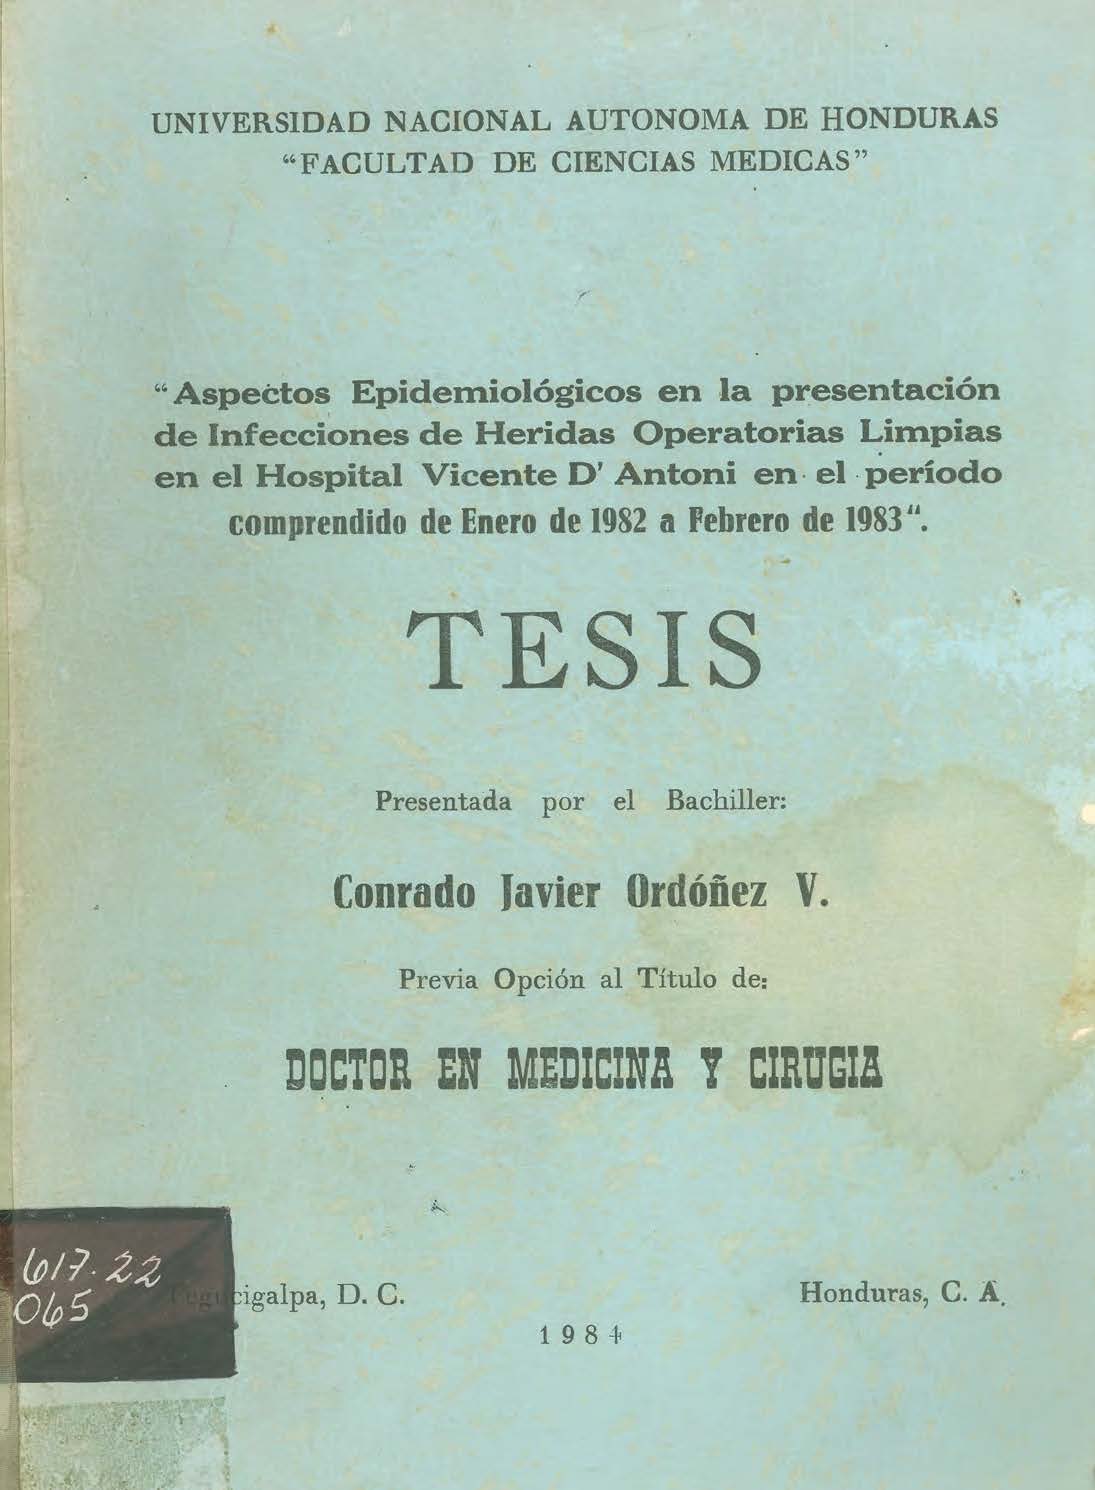 UNIVERSIDAD NACIONAL AUTONOMA DE HONDURAS
“FACULTAD DE CIENCIAS MEDICAS”
“Aspectos Epidemiológicos en la presentación
de Infecciones de Heridas Operatorias Limpias
en el Hospital Vicente D' Antoni en el período
comprendido de Enero de 1982 a Febrero de 1983“.
TESIS
Presentada por el Bachiller:
Conrado Javier Ordóñez V.
Previa Opción al Título de:
DOCTOR EN MEDICINA Y CIRUGIA
617.22
O65
Tegucigalpa, D. C.
Honduras, C. A.
1984